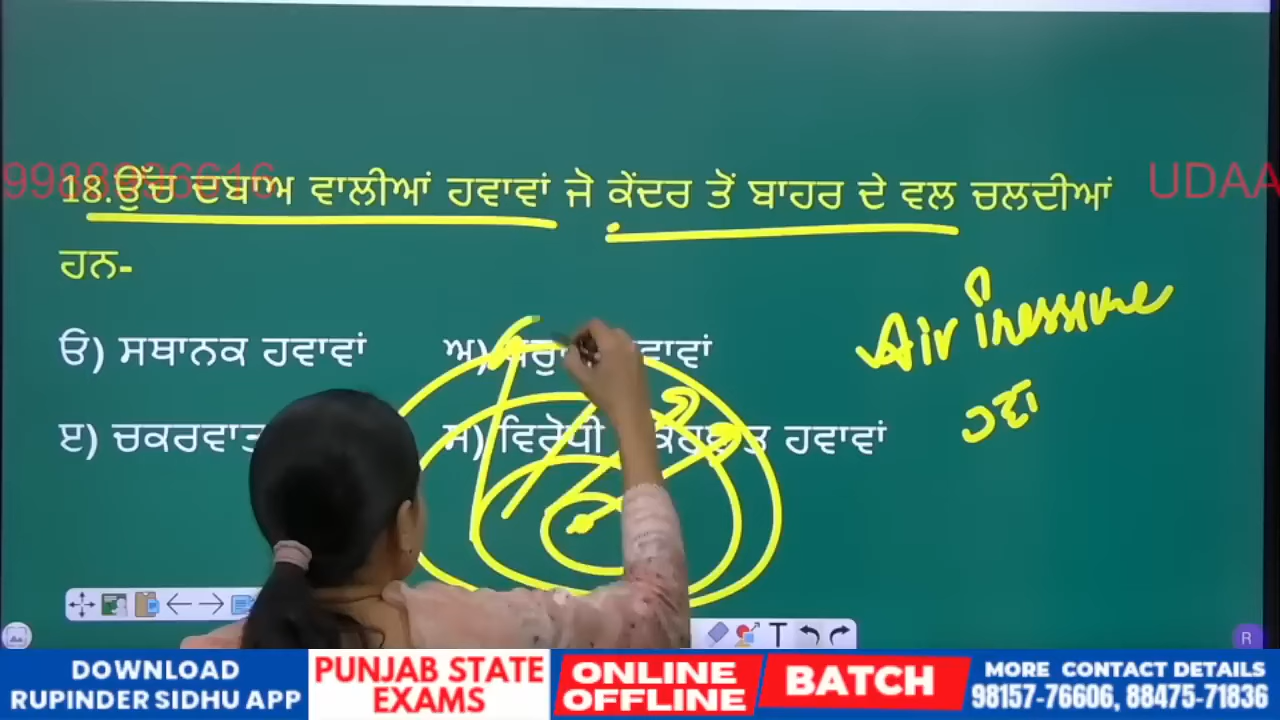 18.ਉੱਚ ਦਬਾਅ ਵਾਲੀਆਂ ਹਵਾਵਾਂ ਜੋ ਕੇਂਦਰ ਤੋਂ ਬਾਹਰ ਦੇ ਵਲ ਚਲਦੀਆਂ
UDAA
ਹਨ-
Air Pressure
ੳ) ਸਥਾਨਕ ਹਵਾਵਾਂ ਅ)
ੲ) ਸ) ਵਿਰੋਧੀ ਹਵਾਵਾਂ
T
R
DOWNLOAD
RUPINDER SIDHU APP
PUNJAB STATE
EXAMS
ONLINE
OFFLINE
BATCH
MORE CONTACT DETAILS
98157-76606, 88475-71836